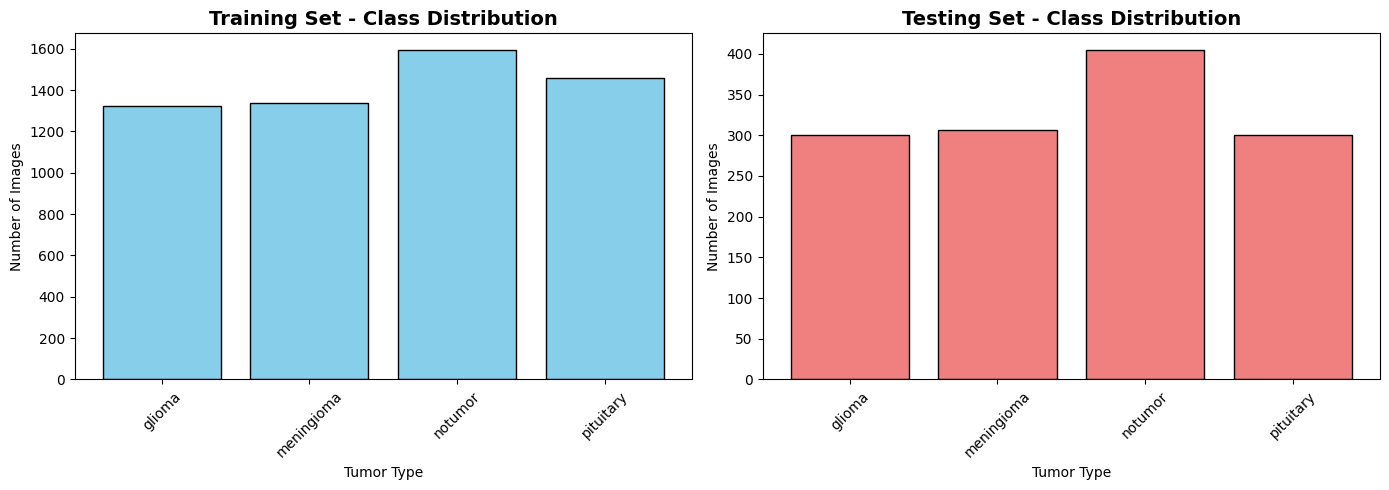 Training Set - Class Distribution
Number of Images
1600
1400
1200
1000
800
600
400
200
0
glioma
meningioma
notumor
pituitary
Tumor Type
Testing Set - Class Distribution
Number of Images
400
350
300
250
200
150
100
50
0
glioma
meningioma
notumor
pituitary
Tumor Type